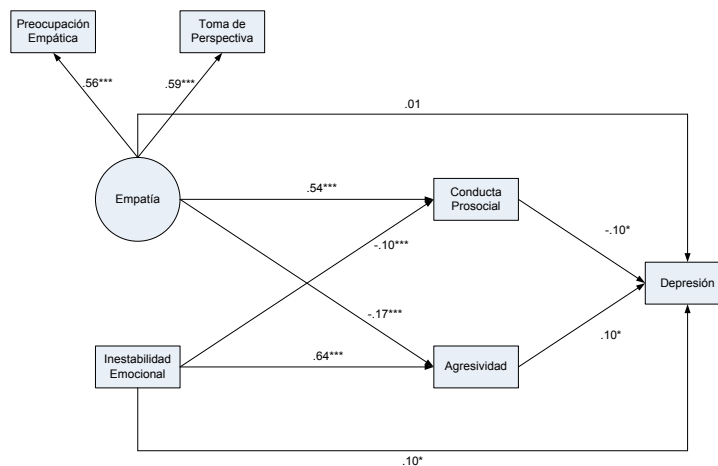 Preocupación
Empática
Toma de
Perspectiva
.56***
.59***
.01
Empatía
.54***
Conducta
Prosocial
-.10***
-.10*
Depresión
-.17***
.10*
Inestabilidad
Emocional
.64***
Agresividad
.10*